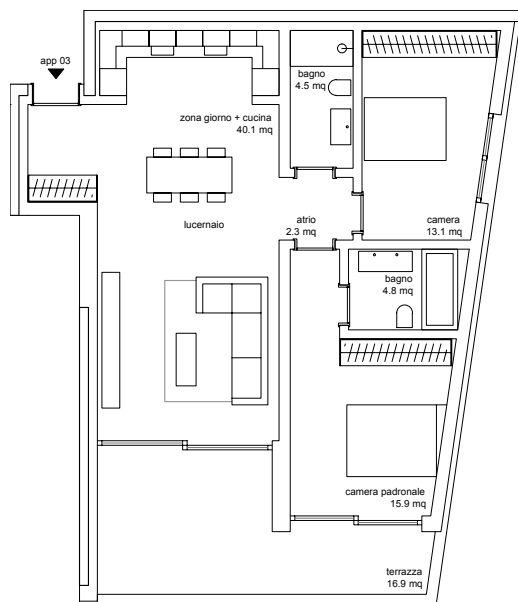 app 03
bagno
4.5 mq
zona giorno + cucina
40.1 mq
lucernaio
atrio
2.3 mq
camera
13.1 mq
bagno
4.8 mq
camera padronale
15.9 mq
terrazza
16.9 mq